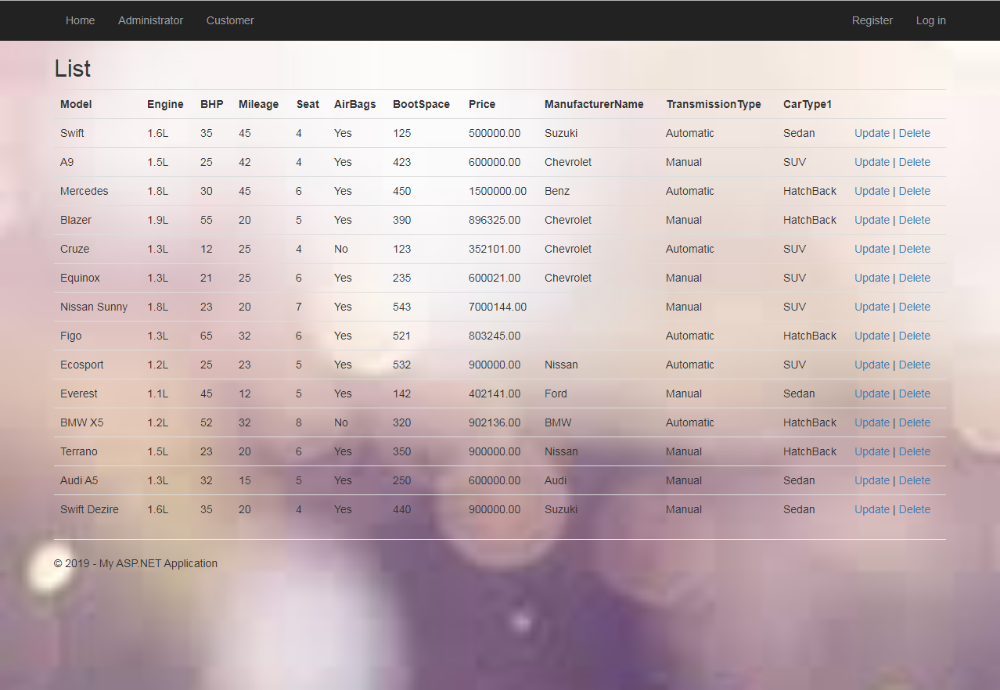 Home Administrator Customer Register Log in
List
Model Engine BHP Mileage Seat AirBags BootSpace Price ManufacturerName TransmissionType CarType1
Swift 1.6L 35 45 4 Yes 125 500000.00 Suzuki Automatic Sedan Update | Delete
A9 1.5L 25 42 4 Yes 423 600000.00 Chevrolet Manual SUV Update | Delete
Mercedes 1.8L 30 45 6 Yes 450 1500000.00 Benz Automatic HatchBack Update | Delete
Blazer 1.9L 55 20 5 Yes 390 896325.00 Chevrolet Manual HatchBack Update | Delete
Cruze 1.3L 12 25 4 No 123 352101.00 Chevrolet Automatic SUV Update | Delete
Equinox 1.3L 21 25 6 Yes 235 600021.00 Chevrolet Manual SUV Update | Delete
Nissan Sunny 1.8L 23 20 7 Yes 543 7000144.00 Manual SUV Update | Delete
Figo 1.3L 65 32 6 Yes 521 803245.00 Automatic HatchBack Update | Delete
Ecosport 1.2L 25 23 5 Yes 532 900000.00 Nissan Automatic SUV Update | Delete
Everest 1.1L 45 12 5 Yes 142 402141.00 Ford Manual Sedan Update | Delete
BMW X5 1.2L 52 32 8 No 320 902136.00 BMW Automatic HatchBack Update | Delete
Terrano 1.5L 23 20 6 Yes 350 900000.00 Nissan Manual HatchBack Update | Delete
Audi A5 1.3L 32 15 5 Yes 250 600000.00 Audi Manual Sedan Update | Delete
Swift Dezire 1.6L 35 20 4 Yes 440 900000.00 Suzuki Manual Sedan Update | Delete
© 2019 - My ASP.NET Application